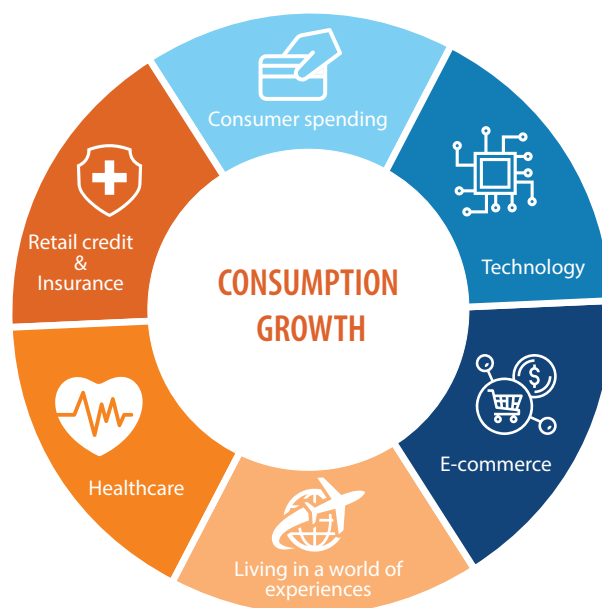 Consumer spending
Technology
E-commerce
Living in a world of
experiences
Healthcare
Retail credit
&
Insurance
CONSUMPTION
GROWTH
$